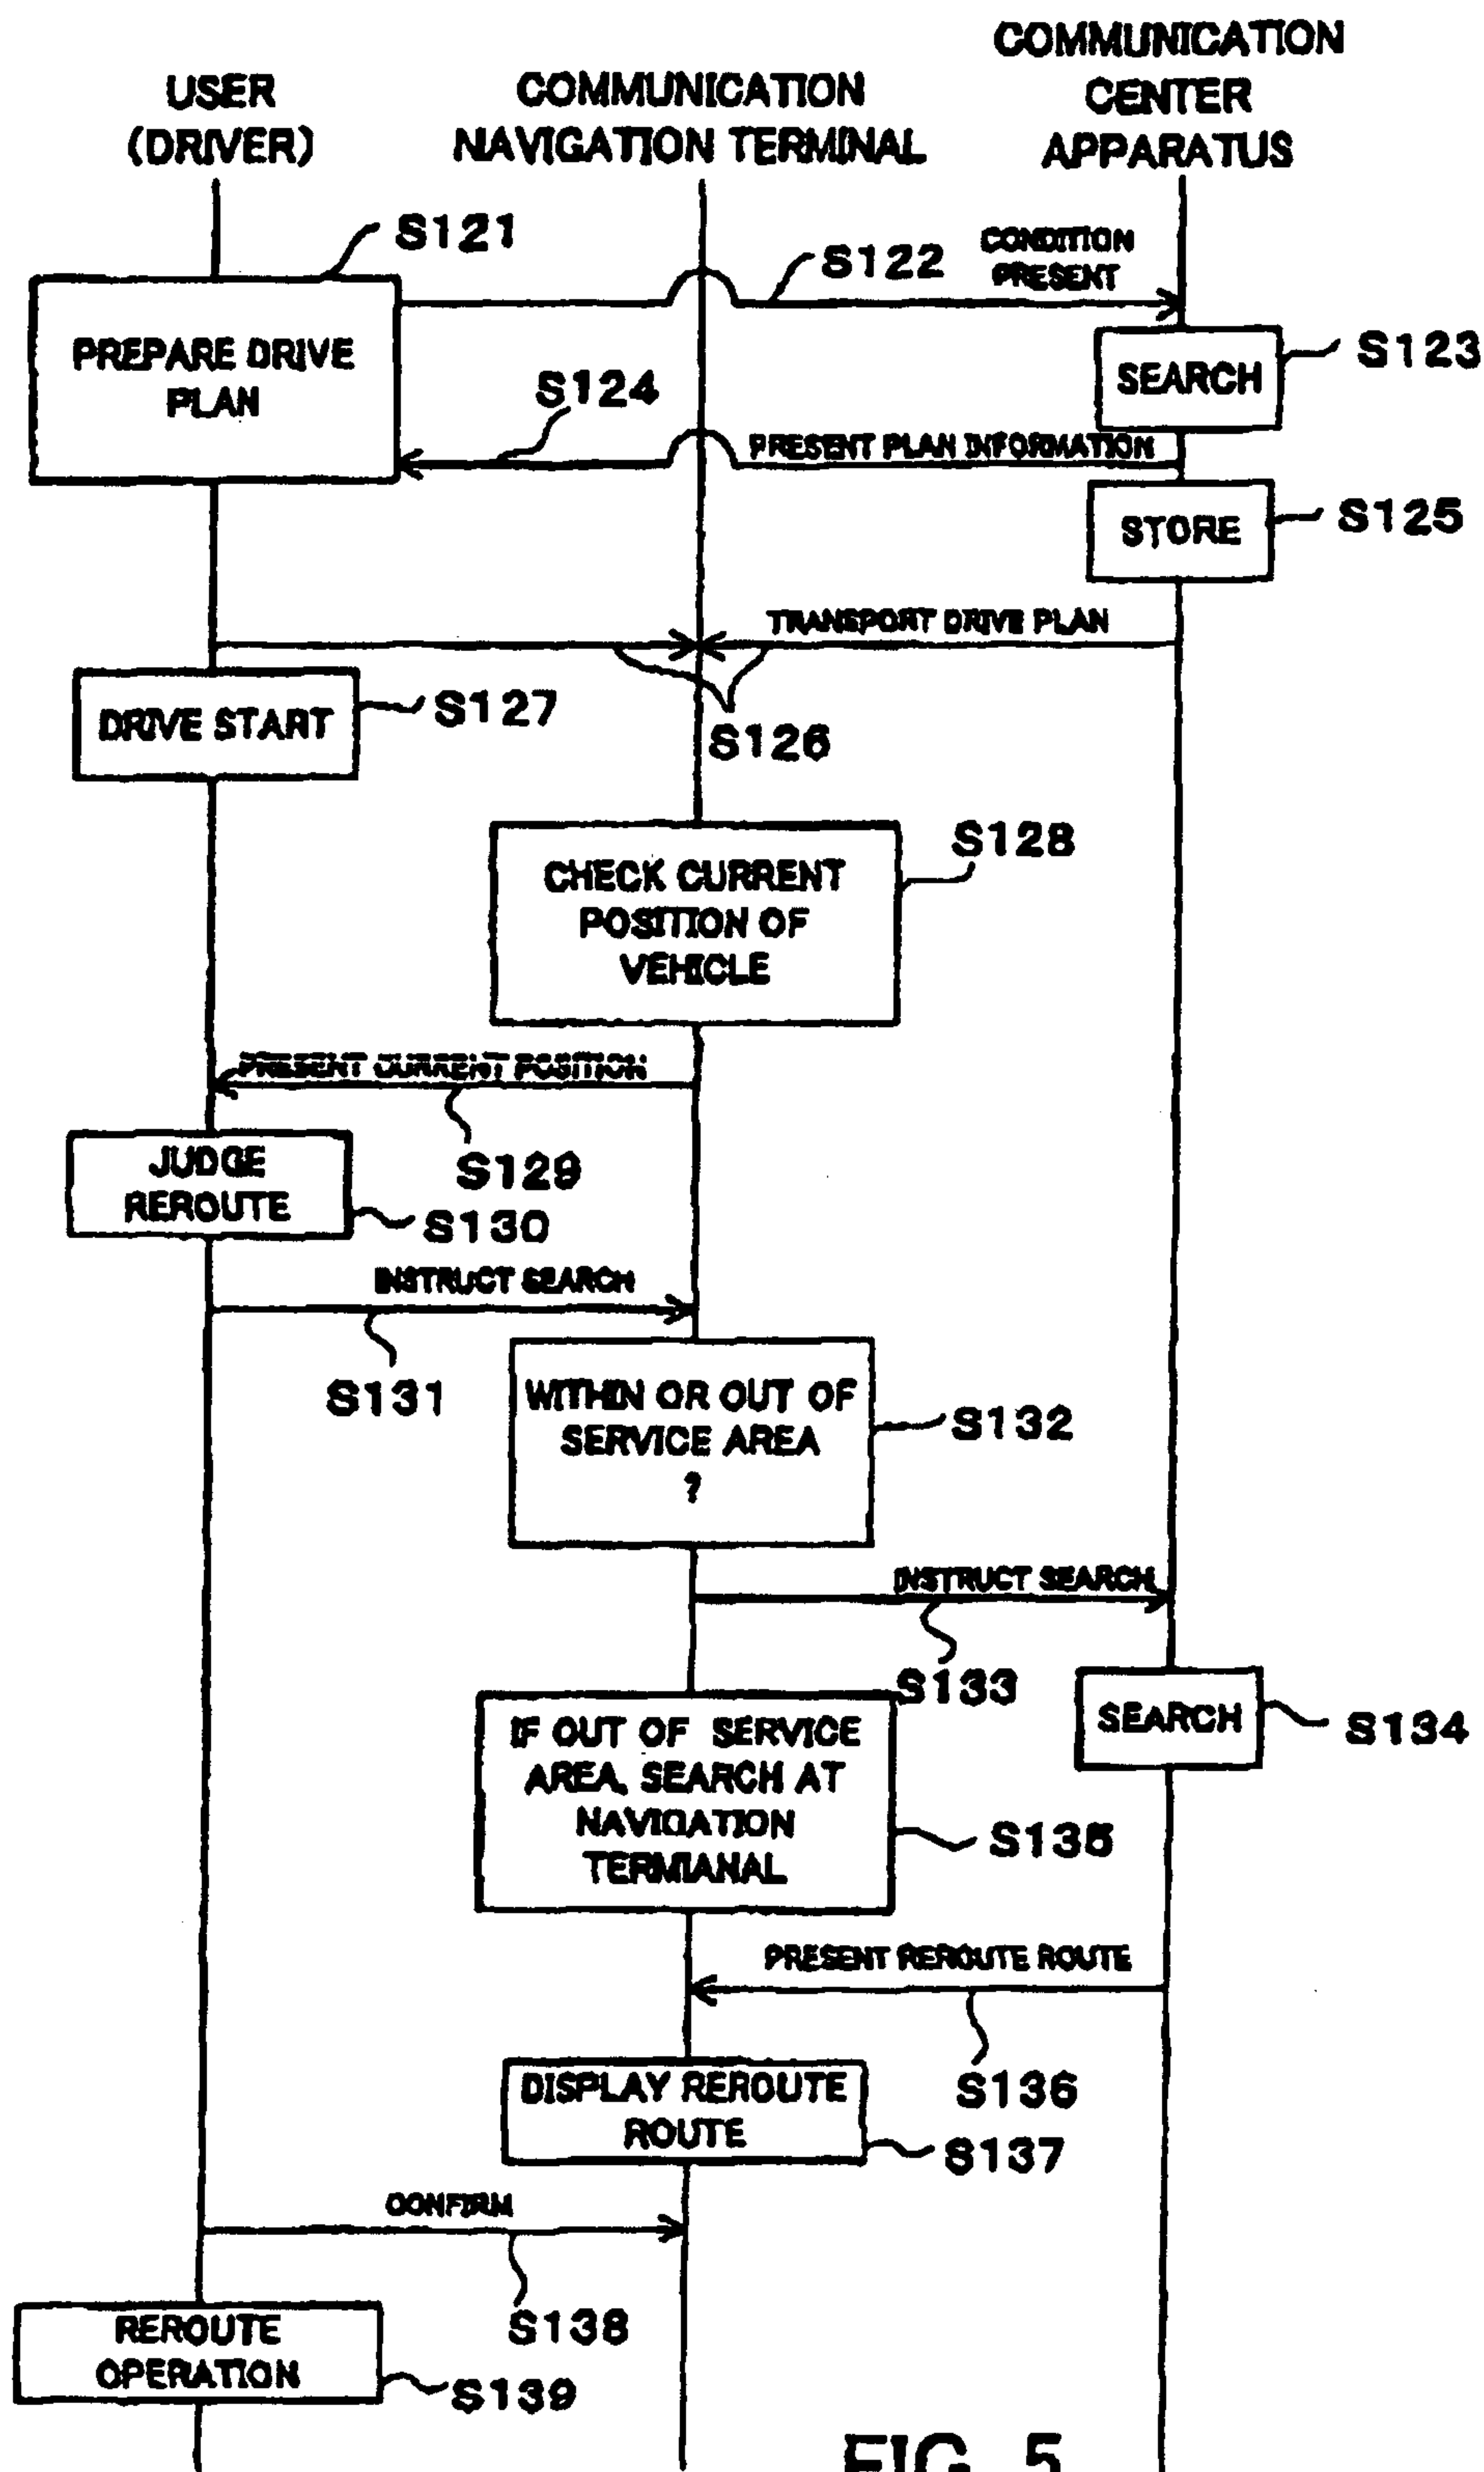 USER
(DRIVER)
COMMUNICATION
NAVIGATION TERMINAL
COMMUNICATION
CENTER
APPARATUS
S121
S122
CONDITION
PRESENT
PREPARE DRIVE
PLAN
SEARCH
S123
S124
PRESENT PLAN INFORMATION
STORE
S125
TRANSPORT DRIVE PLAN
DRIVE START
S127
S126
CHECK CURRENT
POSITION OF
VEHICLE
S128
PRESENT CURRENT POSITION
S129
JUDGE
REROUTE
S130
INSTRUCT SEARCH
S131
WITHIN OR OUT OF
SERVICE AREA
?
S132
INSTRUCT SEARCH
S133
SEARCH
S134
IF OUT OF SERVICE
AREA, SEARCH AT
NAVIGATION
TERMIANAL
S135
PRESENT REROUTE ROUTE
S136
DISPLAY REROUTE
ROUTE
S137
CONFIRM
S138
REROUTE
OPERATION
S139
FIG. 5